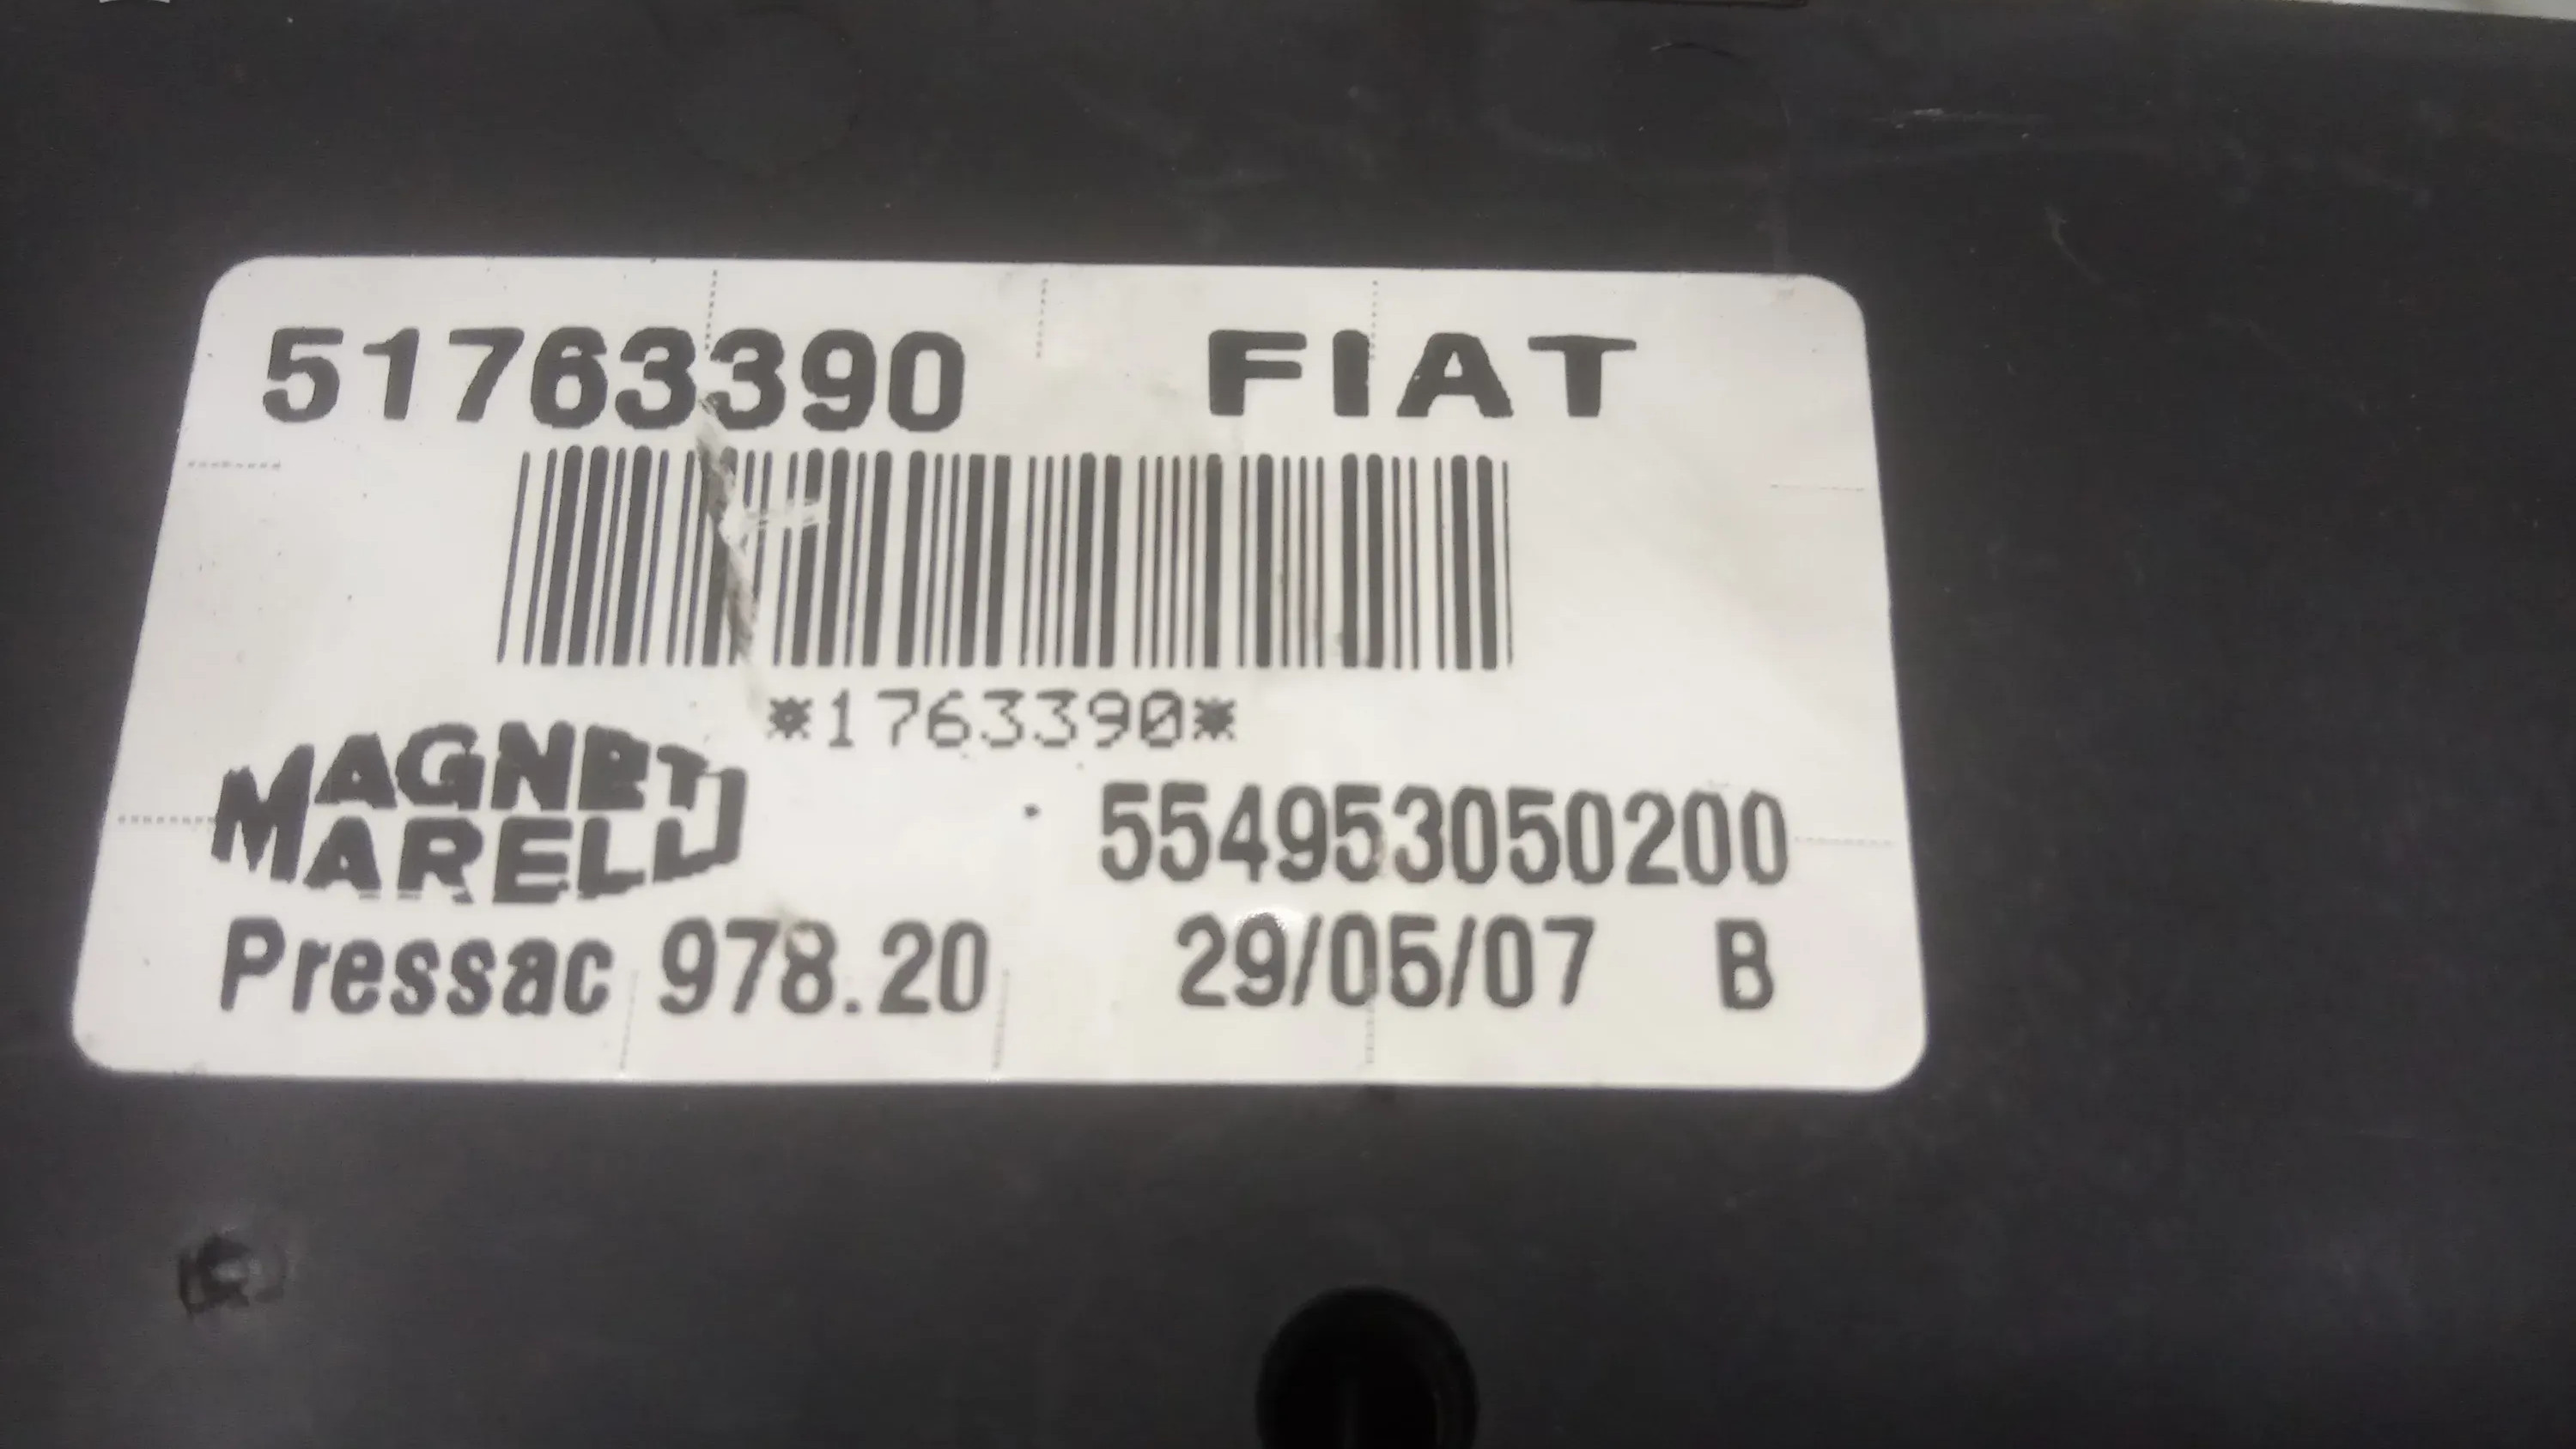 51763390 FIAT
*1763390*
MAGNETI
MARELLI
554953050200
Pressac 978.20 29/05/07 B